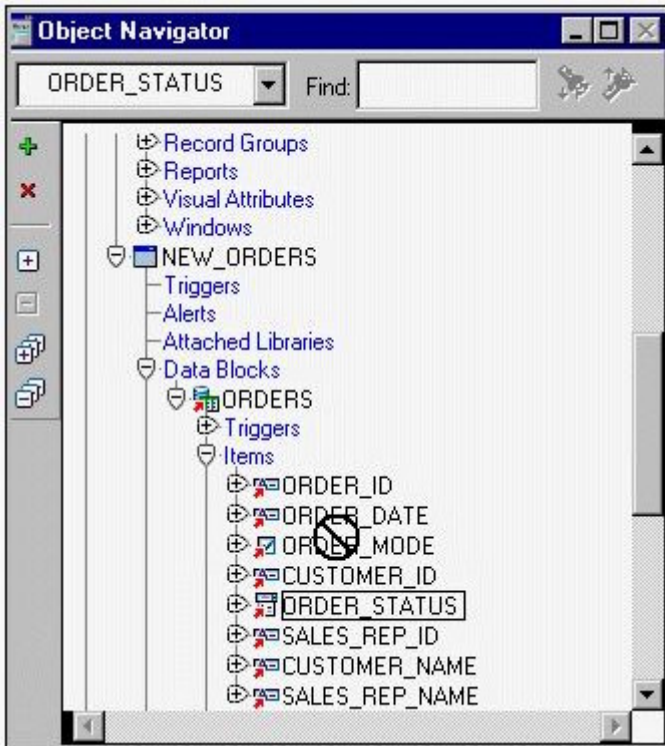 Object Navigator
ORDER_STATUS Find:
Record Groups
Reports
Visual Attributes
Windows
NEW_ORDERS
Triggers
Alerts
Attached Libraries
Data Blocks
ORDERS
Triggers
Items
ORDER_ID
ORDER_DATE
ORDER_MODE
CUSTOMER_ID
ORDER_STATUS
SALES_REP_ID
CUSTOMER_NAME
SALES_REP_NAME